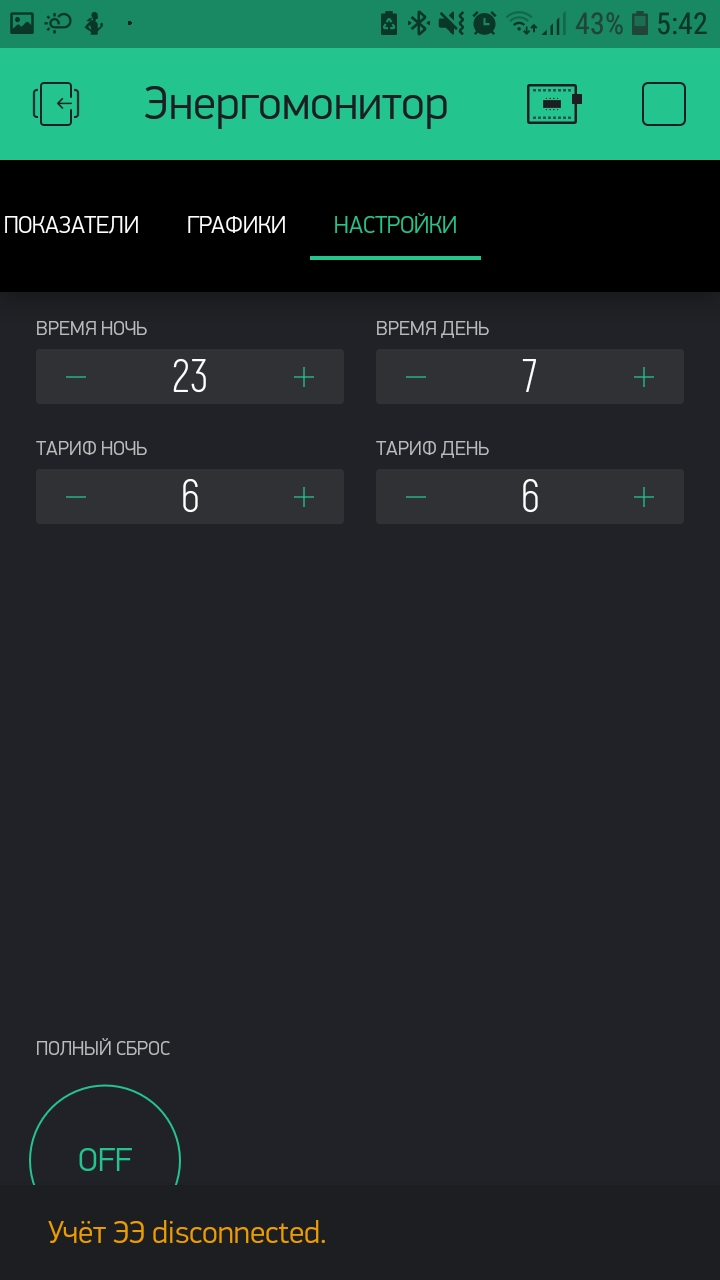 43% 5:42
Энергомонитор
ПОКАЗАТЕЛИ ГРАФИКИ НАСТРОЙКИ
ВРЕМЯ НОЧЬ ВРЕМЯ ДЕНЬ
− 23 + − 7 +
ТАРИФ НОЧЬ ТАРИФ ДЕНЬ
− 6 + − 6 +
ПОЛНЫЙ СБРОС
OFF
Учёт ЭЭ disconnected.